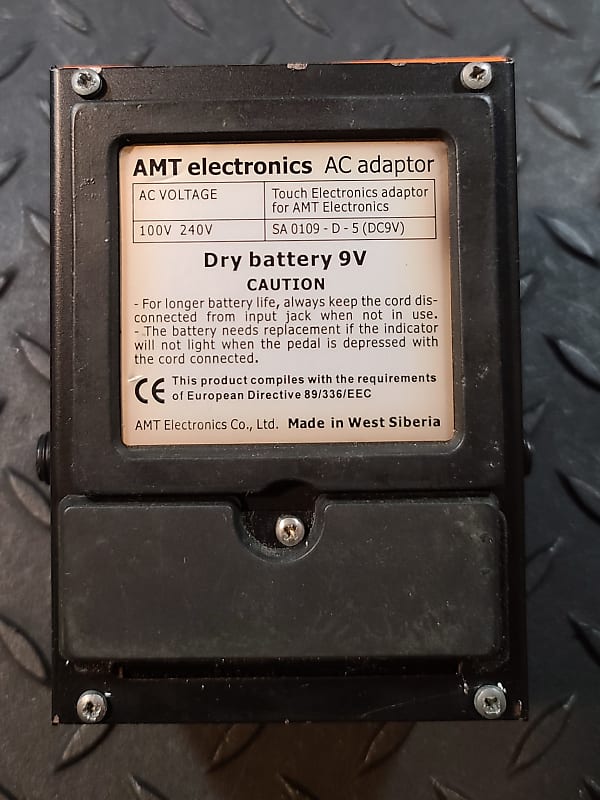 AMT electronics AC adaptor
AC VOLTAGE
Touch Electronics adaptor
for AMT Electronics
100V 240V
SA 0109 - D - 5 (DC9V)
Dry battery 9V
CAUTION
- For longer battery life, always keep the cord dis-
connected from input jack when not in use.
- The battery needs replacement if the indicator
will not light when the pedal is depressed with
the cord connected.
CE This product compiles with the requirements
of European Directive 89/336/EEC
AMT Electronics Co., Ltd. Made in West Siberia